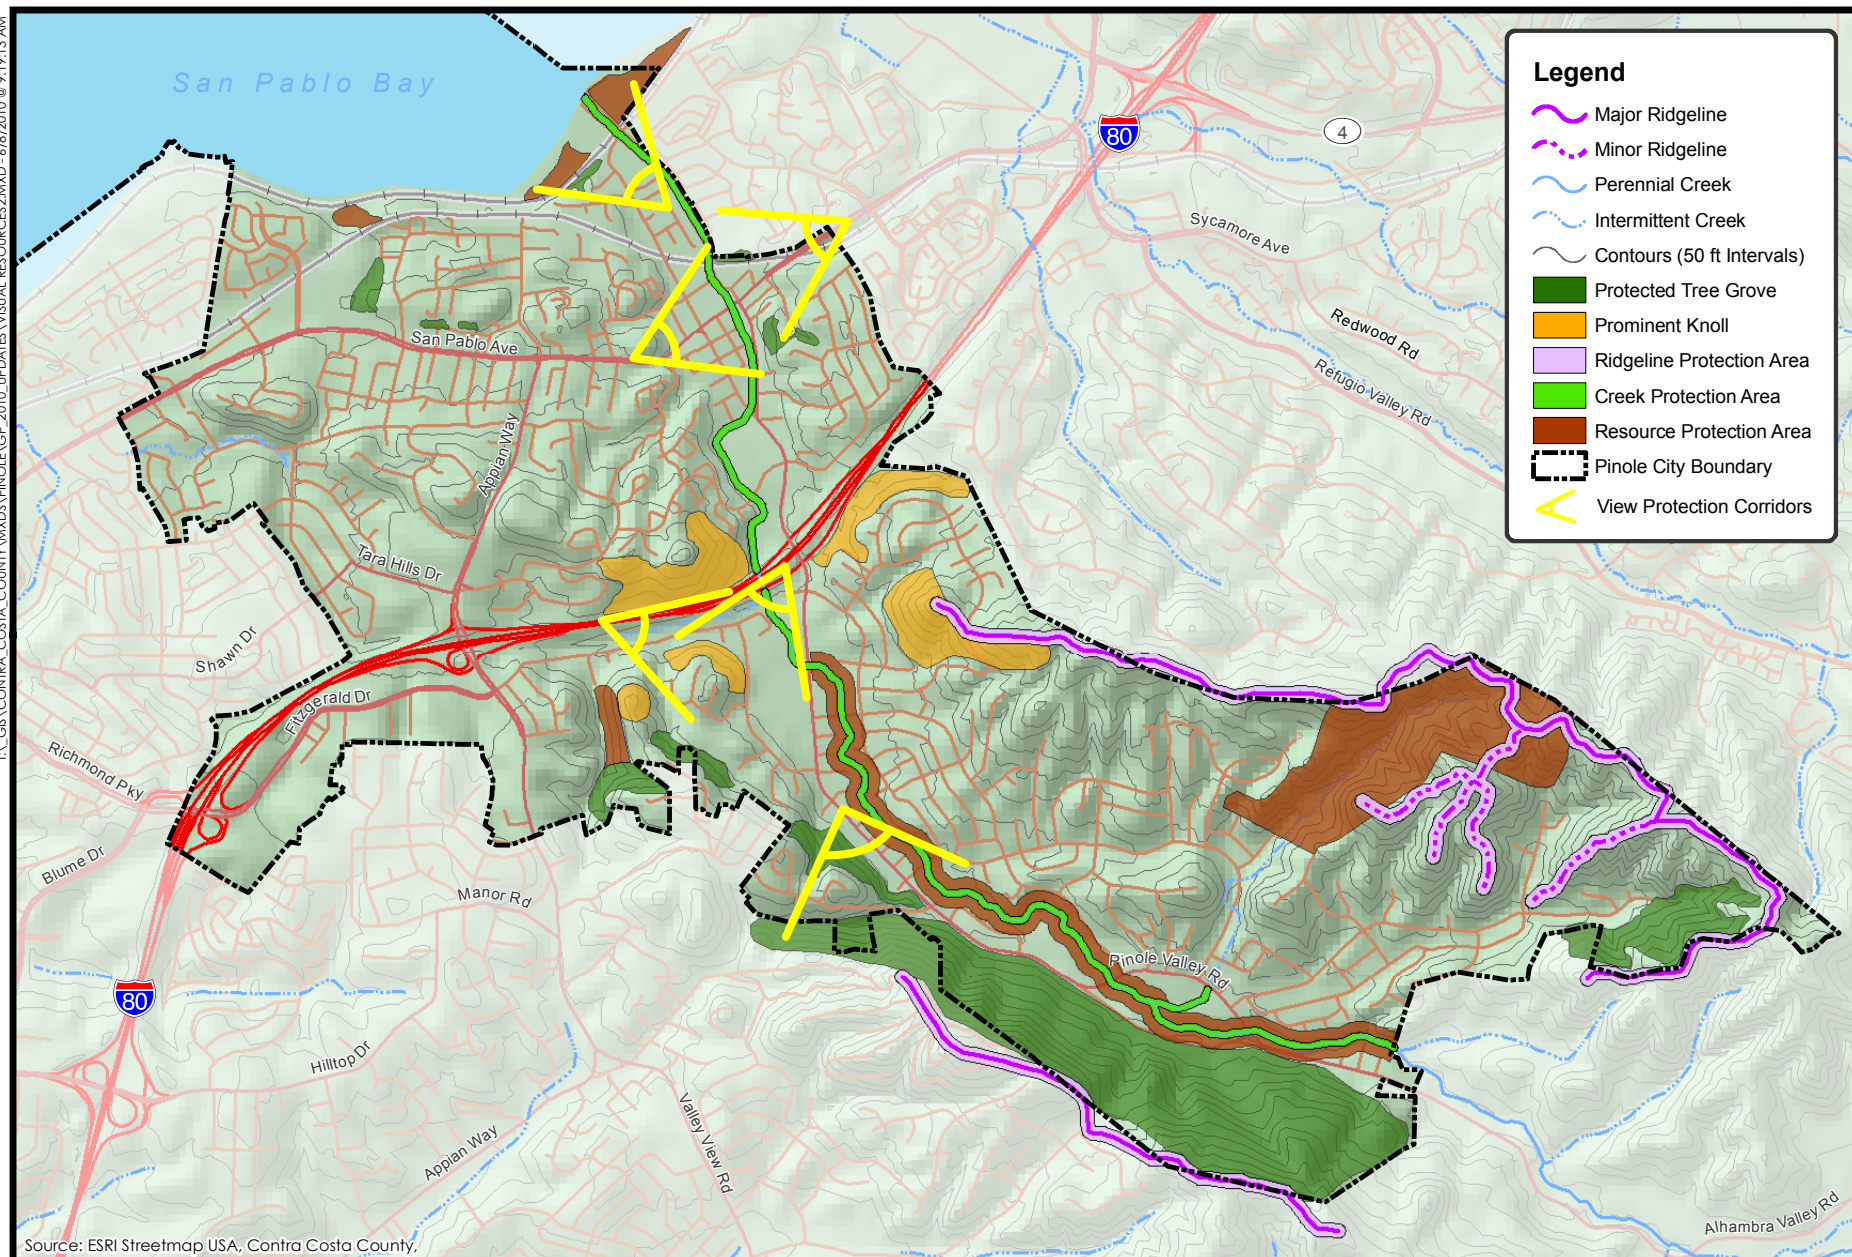 San Pablo Bay
Legend
Major Ridgeline
Minor Ridgeline
Perennial Creek
Intermittent Creek
Contours (50 ft Intervals)
Protected Tree Grove
Prominent Knoll
Ridgeline Protection Area
Creek Protection Area
Resource Protection Area
Pinole City Boundary
View Protection Corridors
80
4
Sycamore Ave
Redwood Rd
Refugio Valley Rd
San Pablo Ave
Appian Way
Tara Hills Dr
Shawn Dr
Fitzgerald Dr
Richmond Pky
Blume Dr
Manor Rd
Pinole Valley Rd
80
Hilltop Dr
Appian Way
Valley View Rd
Alhambra Valley Rd
Source: ESRI Streetmap USA, Contra Costa County,